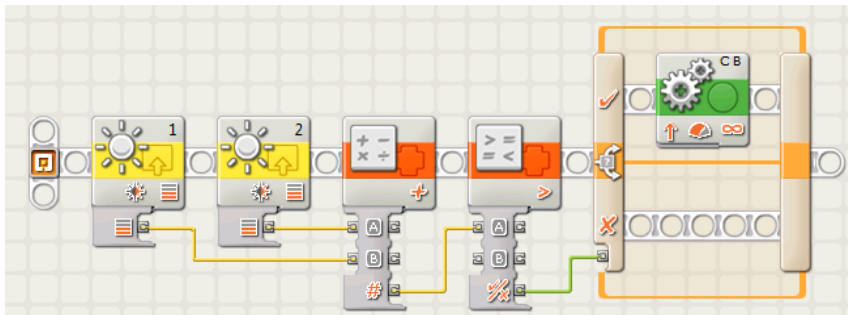 1
2
C B
+ −
× ÷
> =
= <
A
B
#
A
B